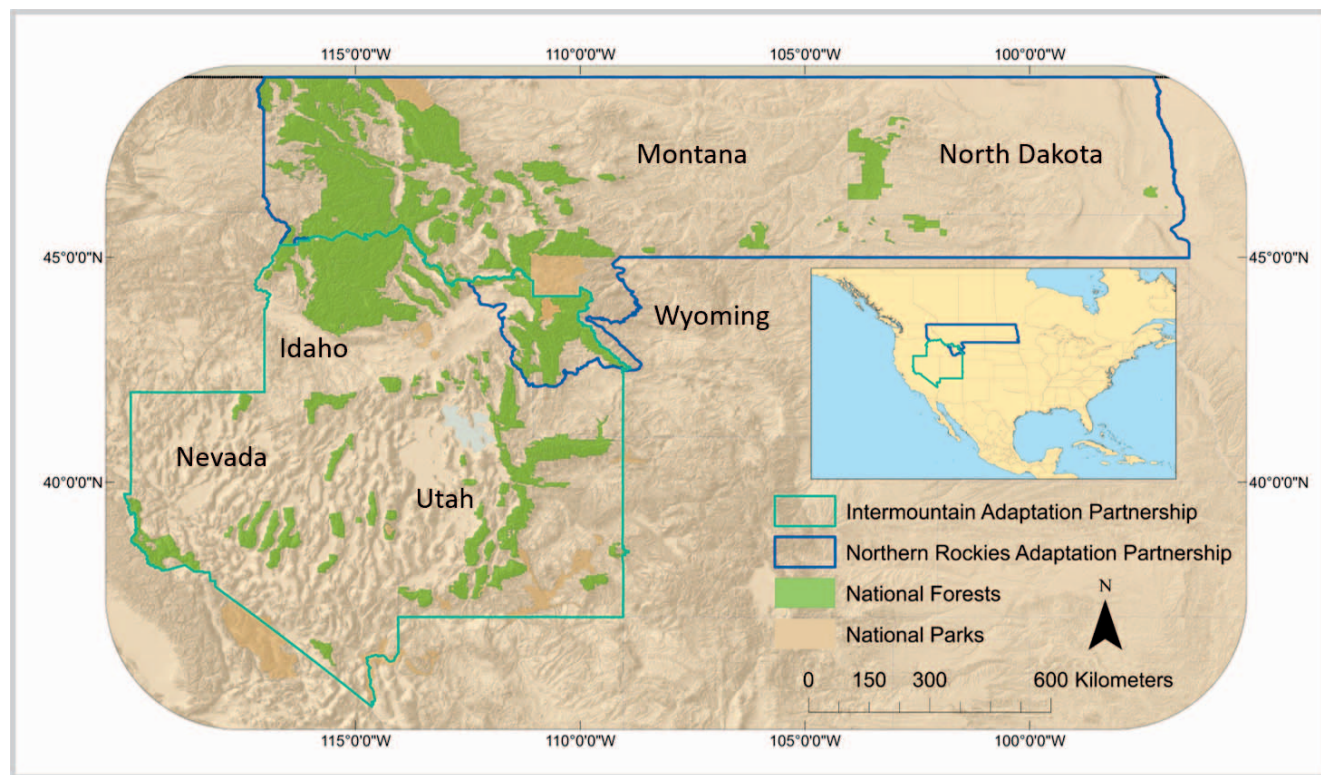 115°0'0"W
110°0'0"W
105°0'0"W
100°0'0"W
Montana
North Dakota
45°0'0"N
45°0'0"N
Wyoming
Idaho
Nevada
Utah
40°0'0"N
40°0'0"N
Intermountain Adaptation Partnership
Northern Rockies Adaptation Partnership
National Forests
National Parks
N
0 150 300 600 Kilometers
115°0'0"W
110°0'0"W
105°0'0"W
100°0'0"W